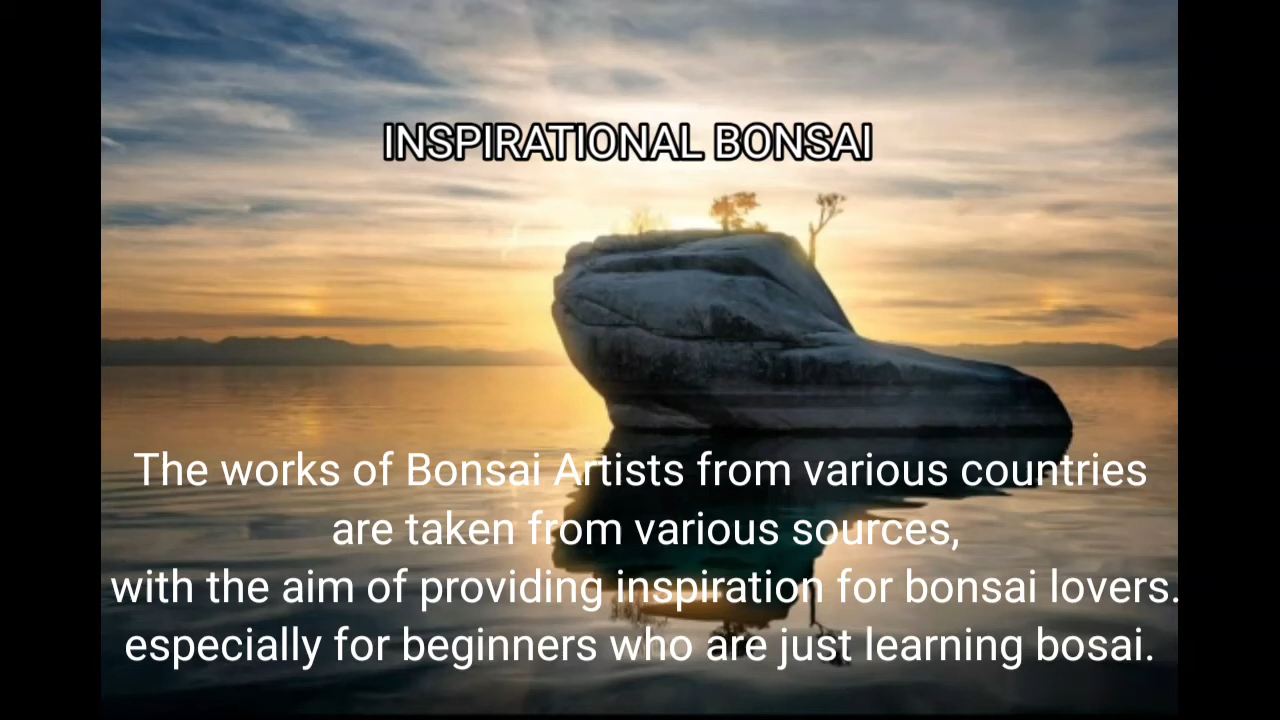 INSPIRATIONAL BONSAI
The works of Bonsai Artists from various countries
are taken from various sources,
with the aim of providing inspiration for bonsai lovers.
especially for beginners who are just learning bosai.